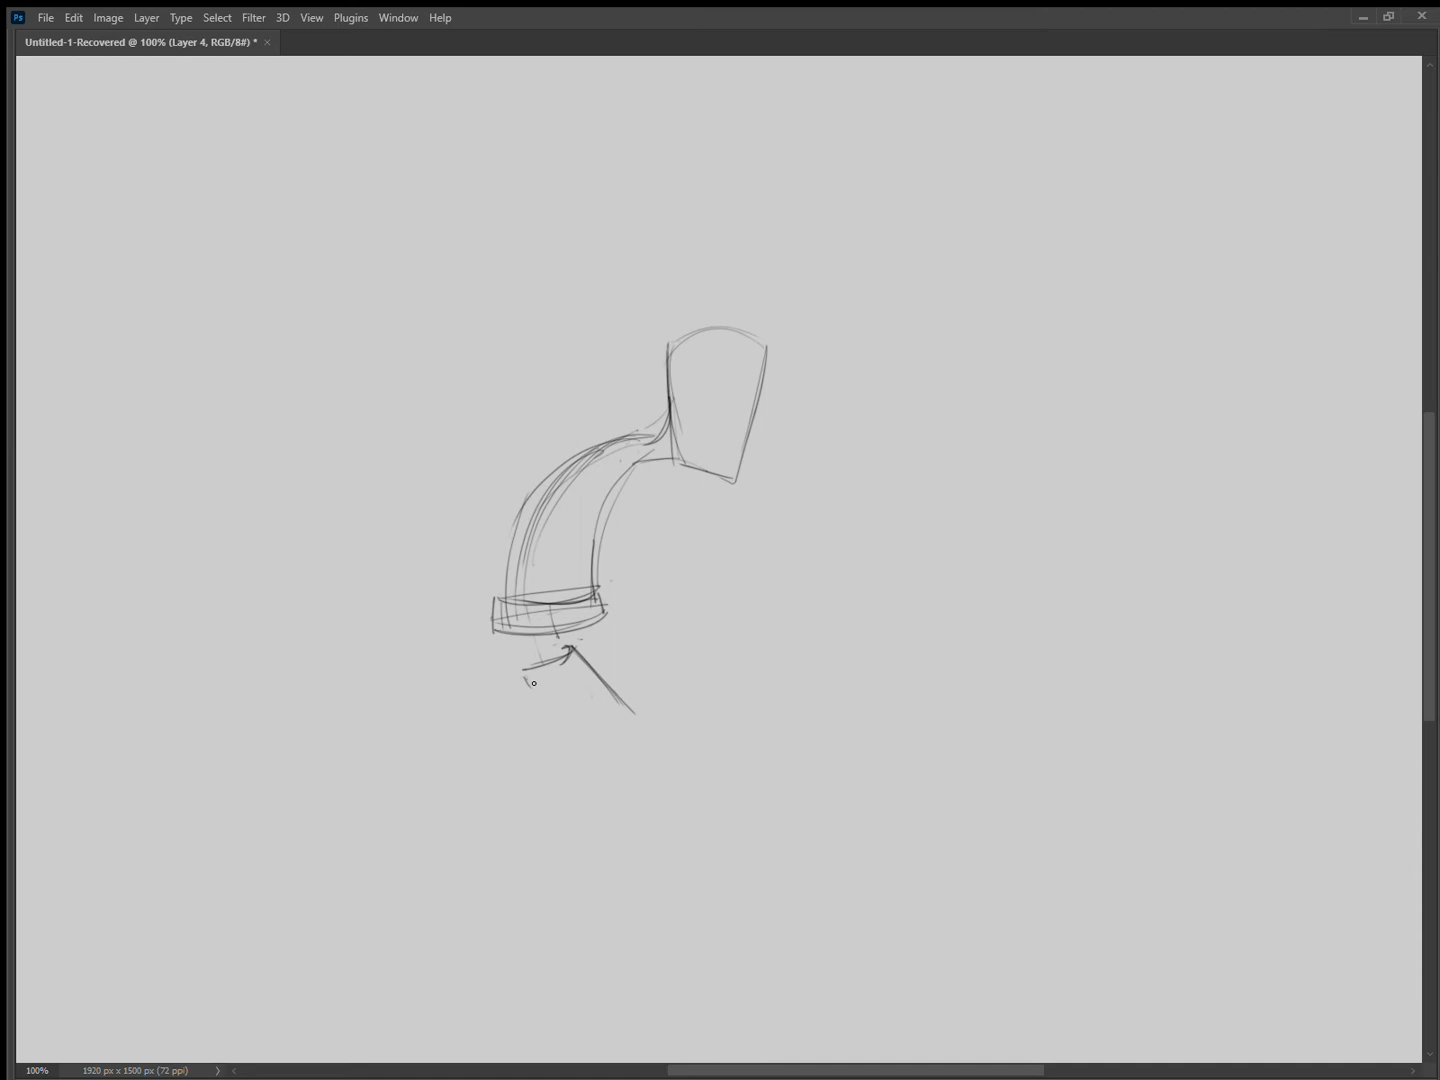 Ps File Edit Image Layer Type Select Filter 3D View Plugins Window Help
Untitled-1-Recovered @ 100% (Layer 4, RGB/8#) * ×
100% 1920 px x 1500 px (72 ppi)